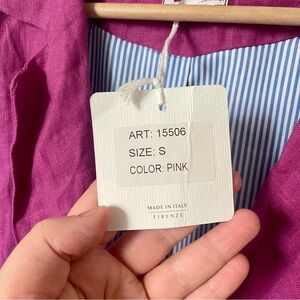 ART: 15506
SIZE: S
COLOR: PINK
MADE IN ITALY
FIRENZE